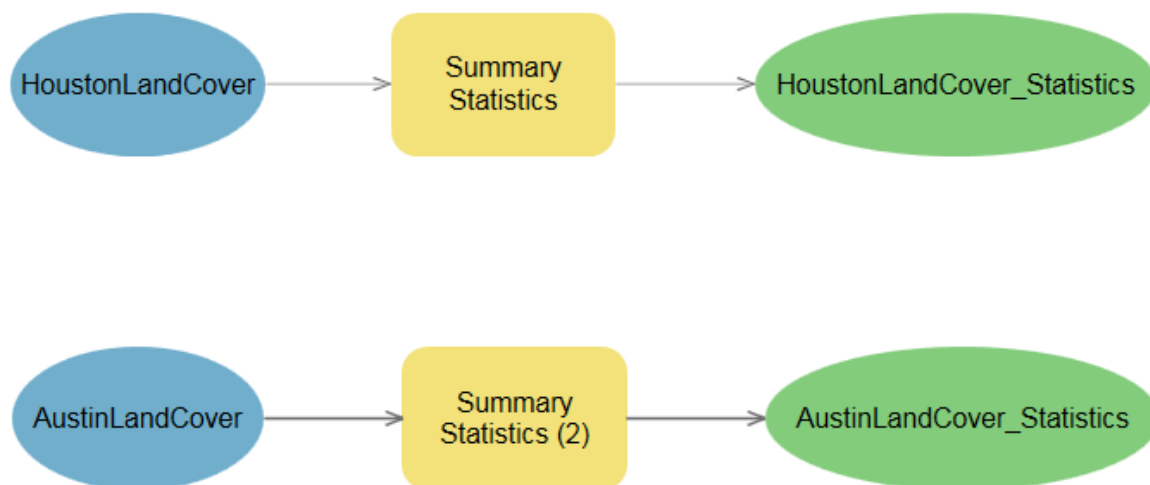 HoustonLandCover
Summary
Statistics
HoustonLandCover_Statistics
AustinLandCover
Summary
Statistics (2)
AustinLandCover_Statistics